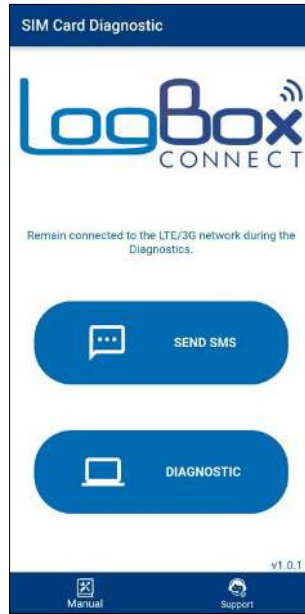 SIM Card Diagnostic
LogBox
CONNECT
Remain connected to the LTE/3G network during the
Diagnostics.
SEND SMS
DIAGNOSTIC
v1.0.1
Manual
Support